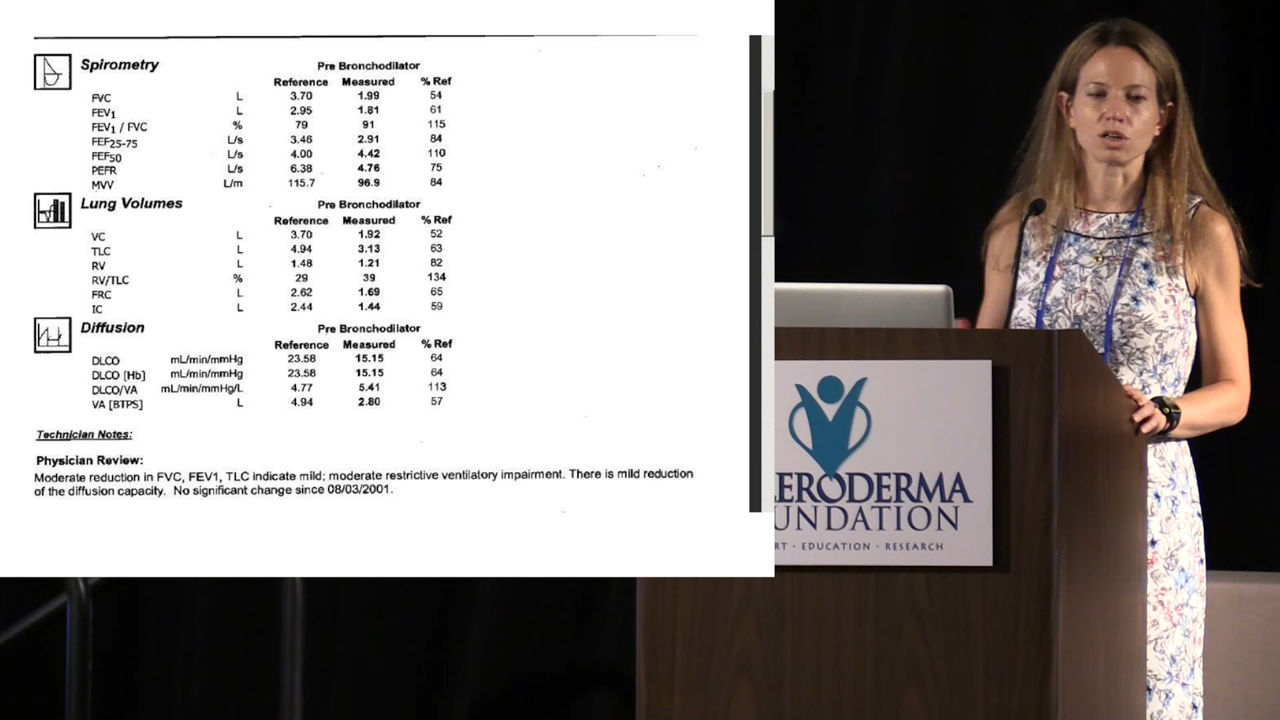 Spirometry Pre Bronchodilator
Reference Measured % Ref
FVC L 3.70 1.99 54
FEV1 L 2.95 1.81 61
FEV1 / FVC % 79 91 115
FEF25-75 L/s 3.46 2.91 84
FEF50 L/s 4.00 4.42 110
PEFR L/s 6.38 4.76 75
MVV L/m 115.7 96.9 84
Lung Volumes Pre Bronchodilator
Reference Measured % Ref
VC L 3.70 1.92 52
TLC L 4.94 3.13 63
RV L 1.48 1.21 82
RV/TLC % 29 39 134
FRC L 2.62 1.69 65
IC L 2.44 1.44 59
Diffusion Pre Bronchodilator
Reference Measured % Ref
DLCO mL/min/mmHg 23.58 15.15 64
DLCO [Hb] mL/min/mmHg 23.58 15.15 64
DLCO/VA mL/min/mmHg/L 4.77 5.41 113
VA [BTPS] L 4.94 2.80 57
Technician Notes:
Physician Review:
Moderate reduction in FVC, FEV1, TLC indicate mild; moderate restrictive ventilatory impairment. There is mild reduction
of the diffusion capacity. No significant change since 08/03/2001.
ERODERMA
UNDATION
RT · EDUCATION · RESEARCH